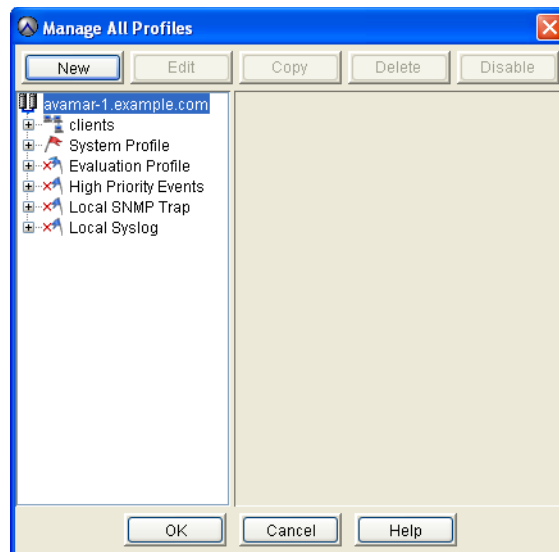 Manage All Profiles
New Edit Copy Delete Disable
avamar-1.example.com
clients
System Profile
Evaluation Profile
High Priority Events
Local SNMP Trap
Local Syslog
OK Cancel Help